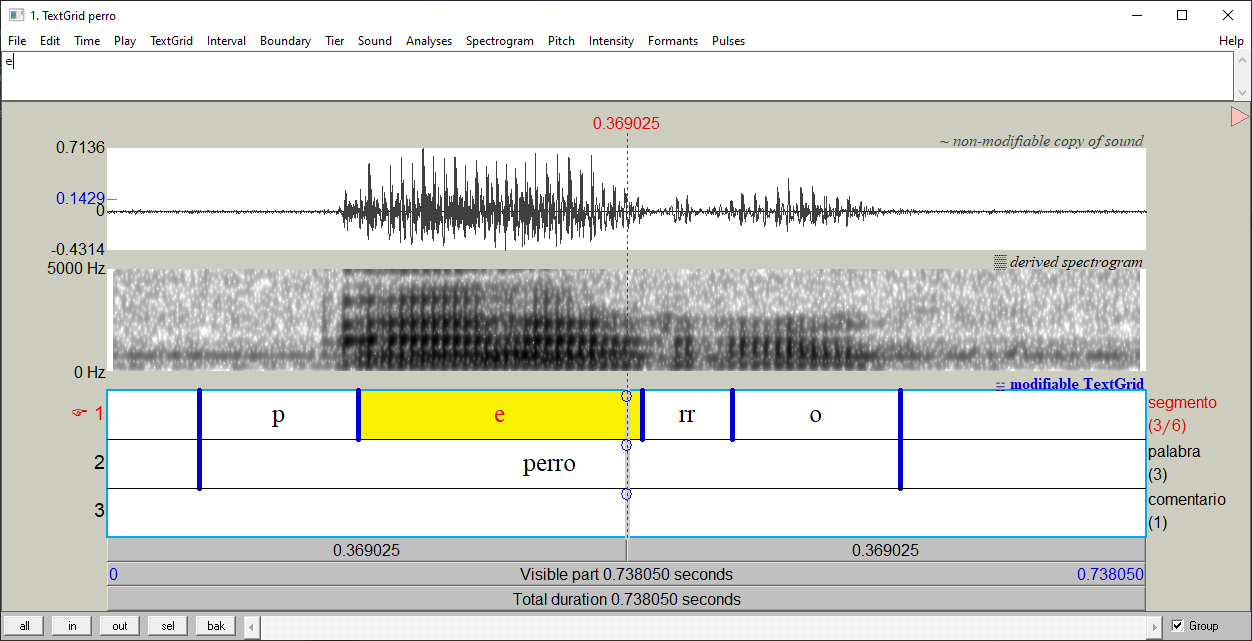 1. TextGrid perro
File Edit Time Play TextGrid Interval Boundary Tier Sound Analyses Spectrogram Pitch Intensity Formants Pulses Help
e
0.369025
~ non-modifiable copy of sound
0.7136
0.1429
0
-0.4314
5000 Hz
derived spectrogram
0 Hz
modifiable TextGrid
1 p e rr o segmento
(3/6)
2 perro palabra
(3)
3 comentario
(1)
0.369025 0.369025
0 Visible part 0.738050 seconds 0.738050
Total duration 0.738050 seconds
all in out sel bak Group